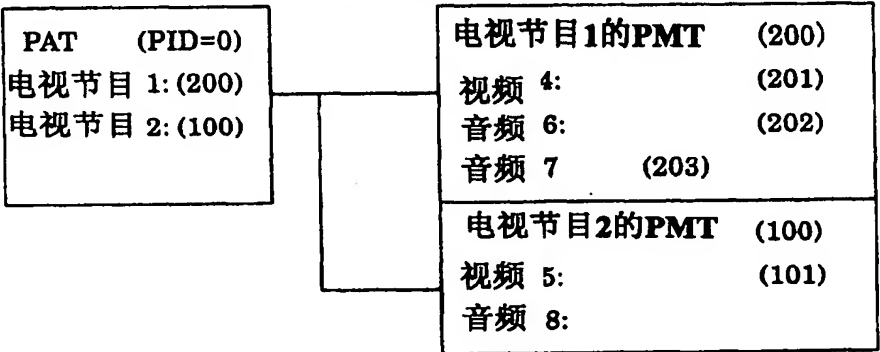 PAT (PID=0)
电视节目 1: (200)
电视节目 2: (100)
电视节目1的PMT (200)
视频 4: (201)
音频 6: (202)
音频 7 (203)
电视节目2的PMT (100)
视频 5: (101)
音频 8: